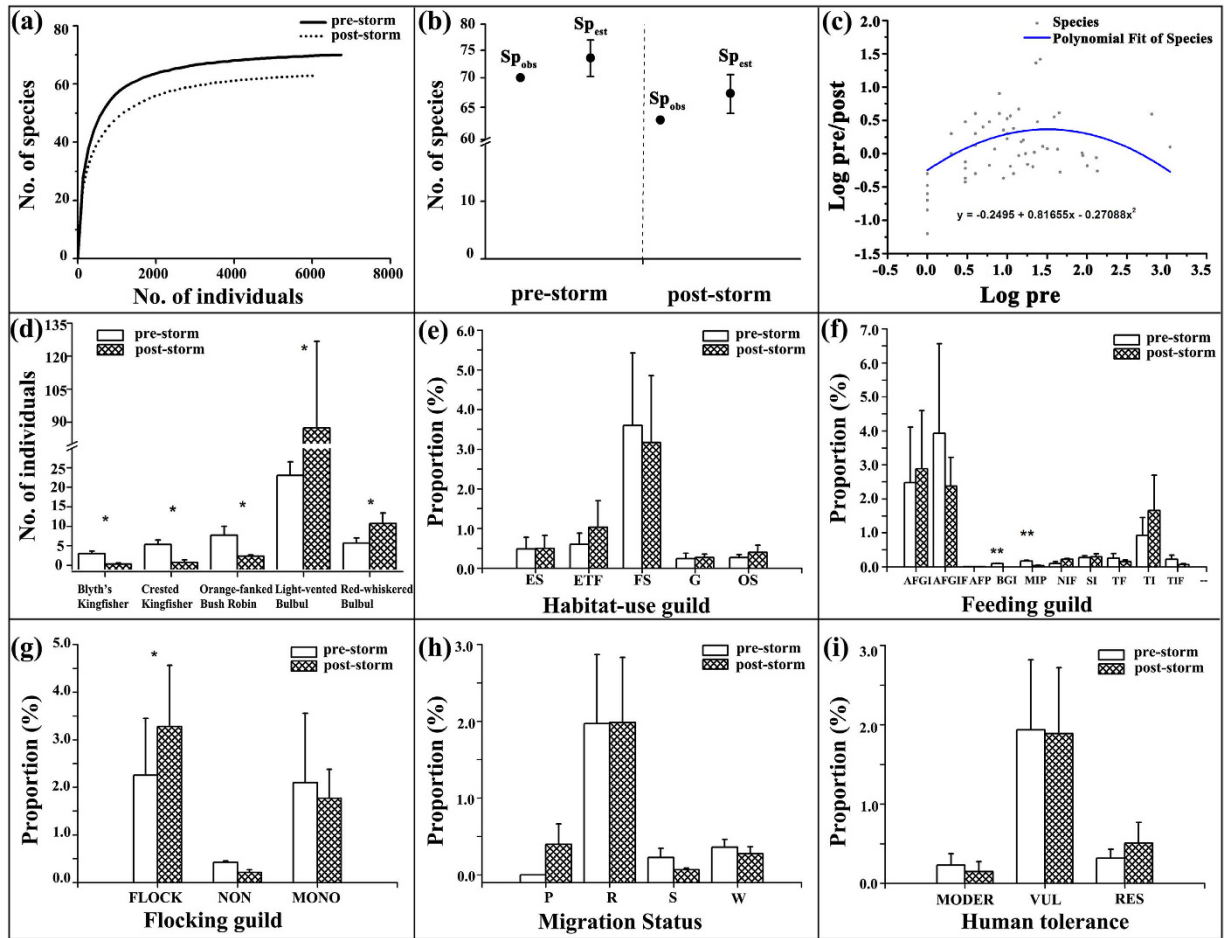 (a)
pre-storm
post-storm
80
60
40
20
0
No. of species
0 2000 4000 6000 8000
No. of individuals
(b)
80
75
70
65
60
10
0
No. of species
Sp_obs
Sp_est
Sp_obs
Sp_est
pre-storm
post-storm
(c)
Species
Polynomial Fit of Species
2.0
1.5
1.0
0.5
0.0
-0.5
-1.0
-1.5
Log pre/post
y = -0.2495 + 0.81655x - 0.27088x²
-0.5 0.0 0.5 1.0 1.5 2.0 2.5 3.0 3.5
Log pre
(d)
pre-storm
post-storm
135
120
105
90
25
20
15
10
5
0
No. of individuals
* * * * *
Blyth's Crested Orange-fanked Light-vented Red-whiskered
Kingfisher Kingfisher Bush Robin Bulbul Bulbul
(e)
pre-storm
post-storm
6.0
5.0
4.0
3.0
1.0
0.0
Proportion (%)
ES ETF FS G OS
Habitat-use guild
(f)
pre-storm
post-storm
7.0
6.0
5.0
4.0
3.0
2.0
1.0
0.0
Proportion (%)
** **
AFGI AFGIF AFP BGI MIP NIF SI TF TI TIF --
Feeding guild
(g)
pre-storm
post-storm
5.0
4.0
3.0
2.0
1.0
0.0
Proportion (%)
*
FLOCK NON MONO
Flocking guild
(h)
pre-storm
post-storm
3.0
2.0
1.0
0.0
Proportion (%)
P R S W
Migration Status
(i)
pre-storm
post-storm
3.0
2.0
1.0
0.0
Proportion (%)
MODER VUL RES
Human tolerance